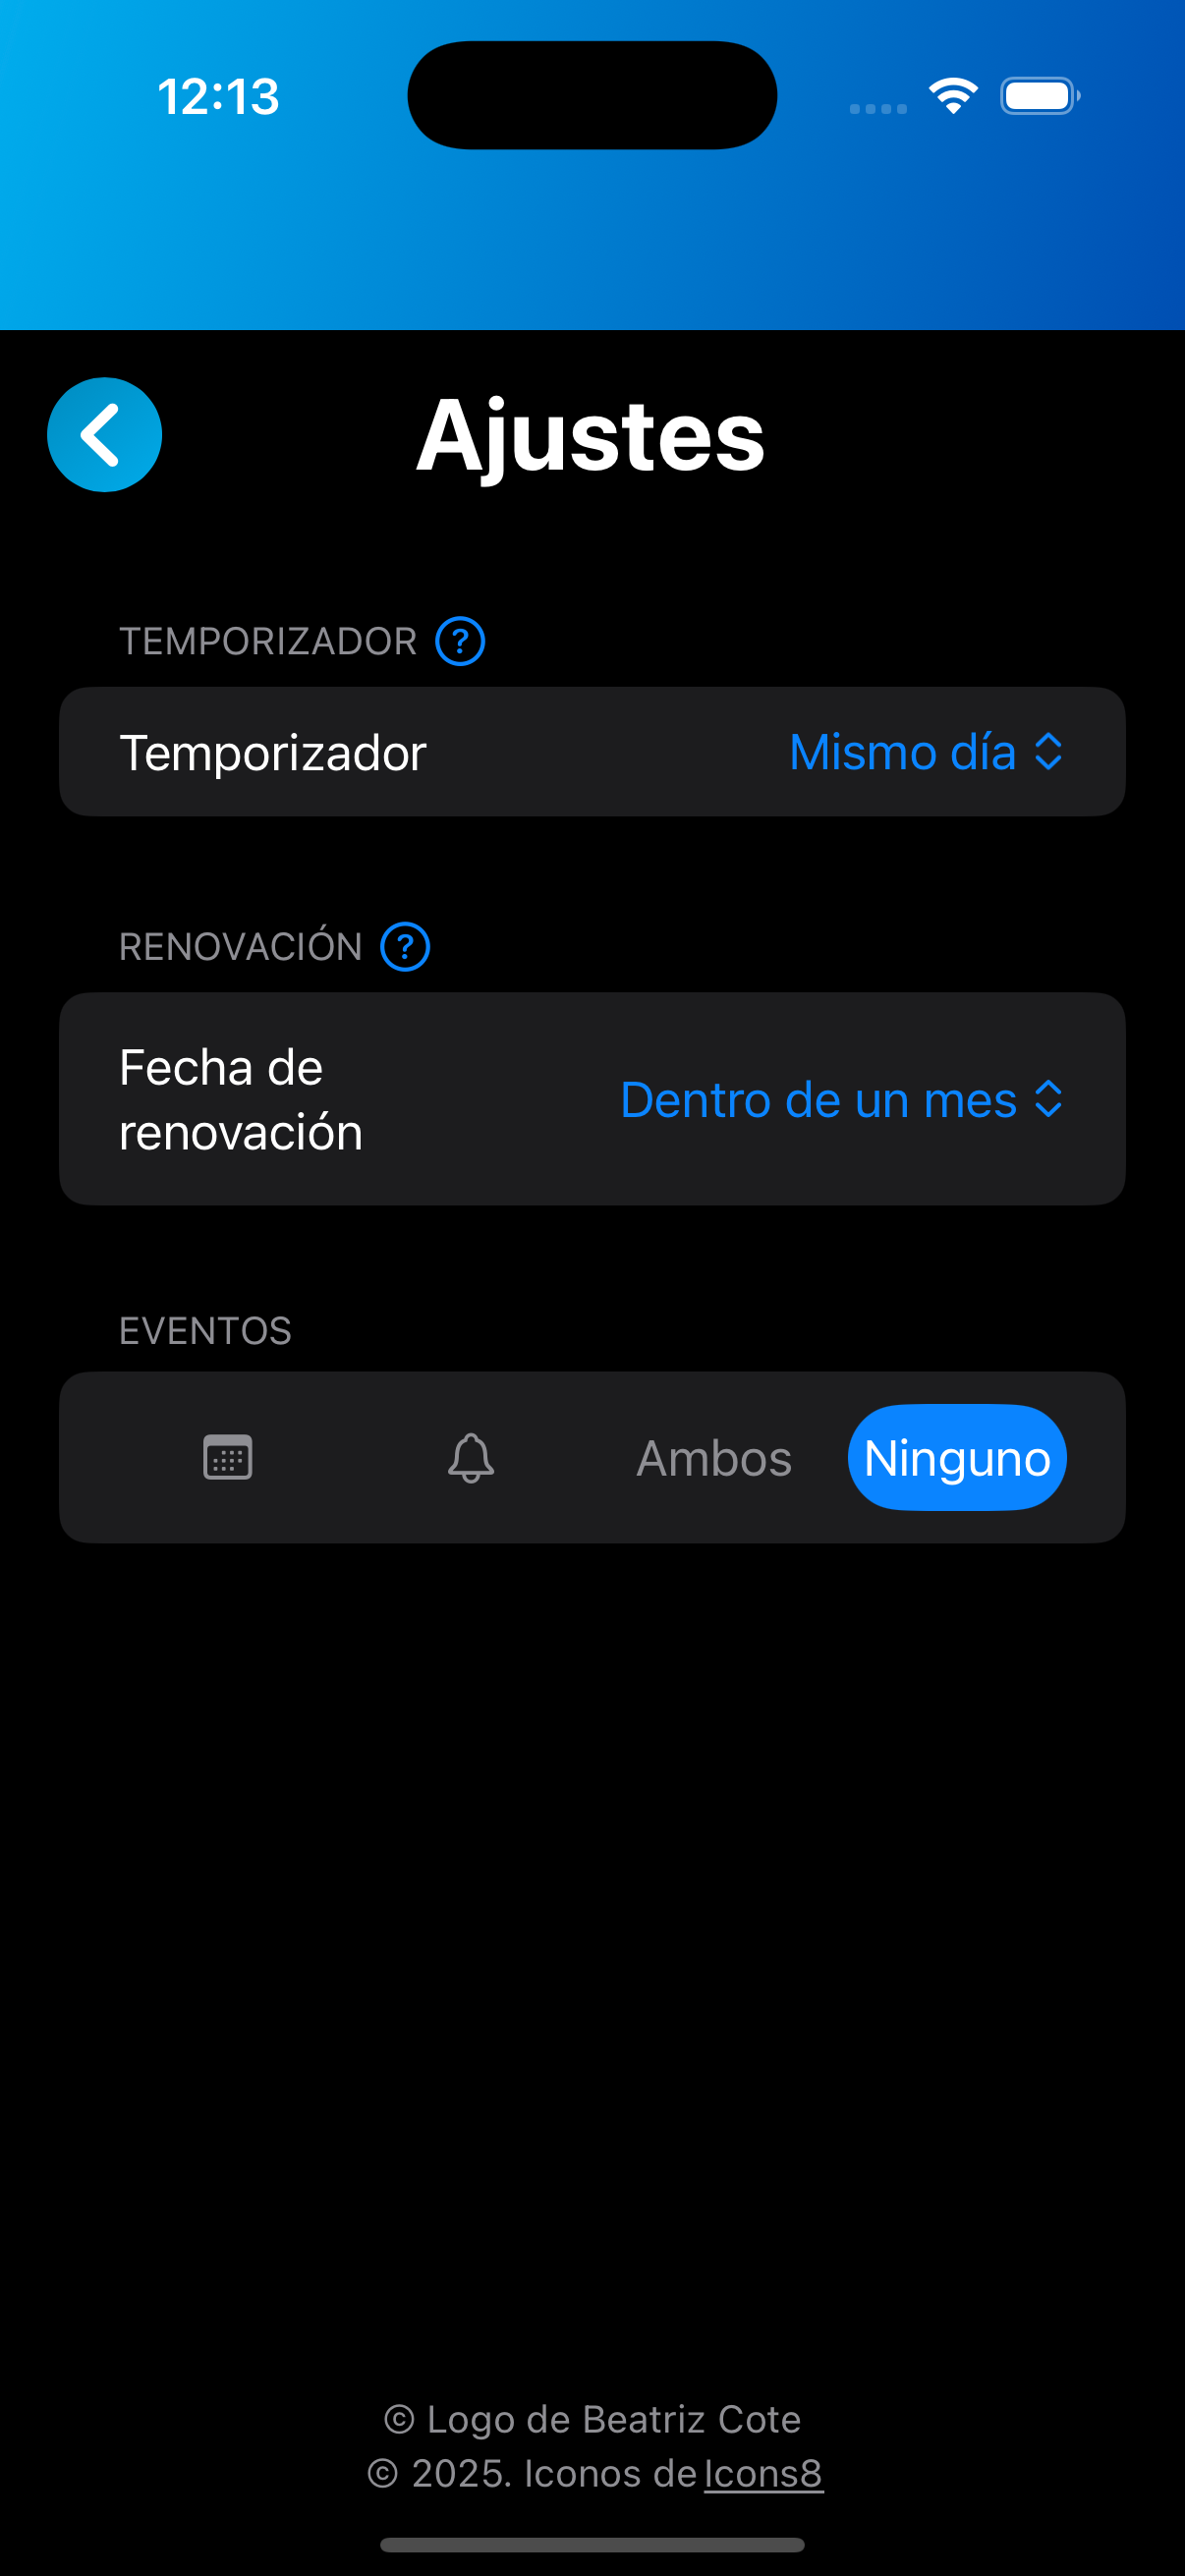 12:13
Ajustes
TEMPORIZADOR ?
Temporizador
Mismo día
RENOVACIÓN ?
Fecha de
renovación
Dentro de un mes
EVENTOS
Ambos
Ninguno
© Logo de Beatriz Cote
© 2025. Iconos de Icons8